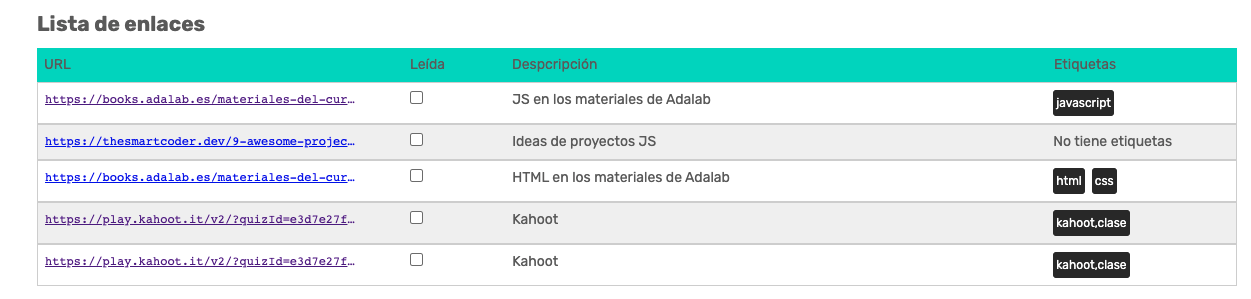 Lista de enlaces
URL Leída Despcripción Etiquetas
https://books.adalab.es/materiales-del-cur… JS en los materiales de Adalab javascript
https://thesmartcoder.dev/9-awesome-projec… Ideas de proyectos JS No tiene etiquetas
https://books.adalab.es/materiales-del-cur… HTML en los materiales de Adalab html css
https://play.kahoot.it/v2/?quizId=e3d7e27f… Kahoot kahoot,clase
https://play.kahoot.it/v2/?quizId=e3d7e27f… Kahoot kahoot,clase